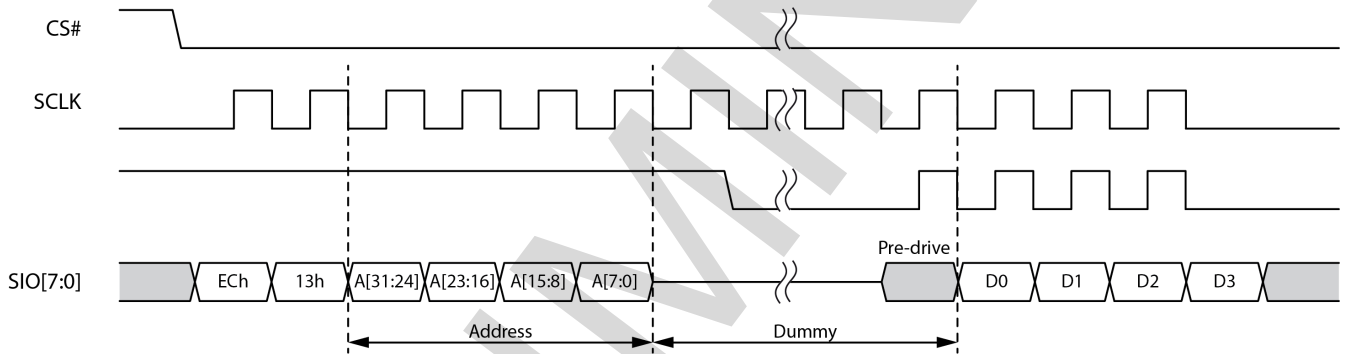 CS#
SCLK
Pre-drive
SIO[7:0] ECh 13h A[31:24] A[23:16] A[15:8] A[7:0] D0 D1 D2 D3
Address Dummy